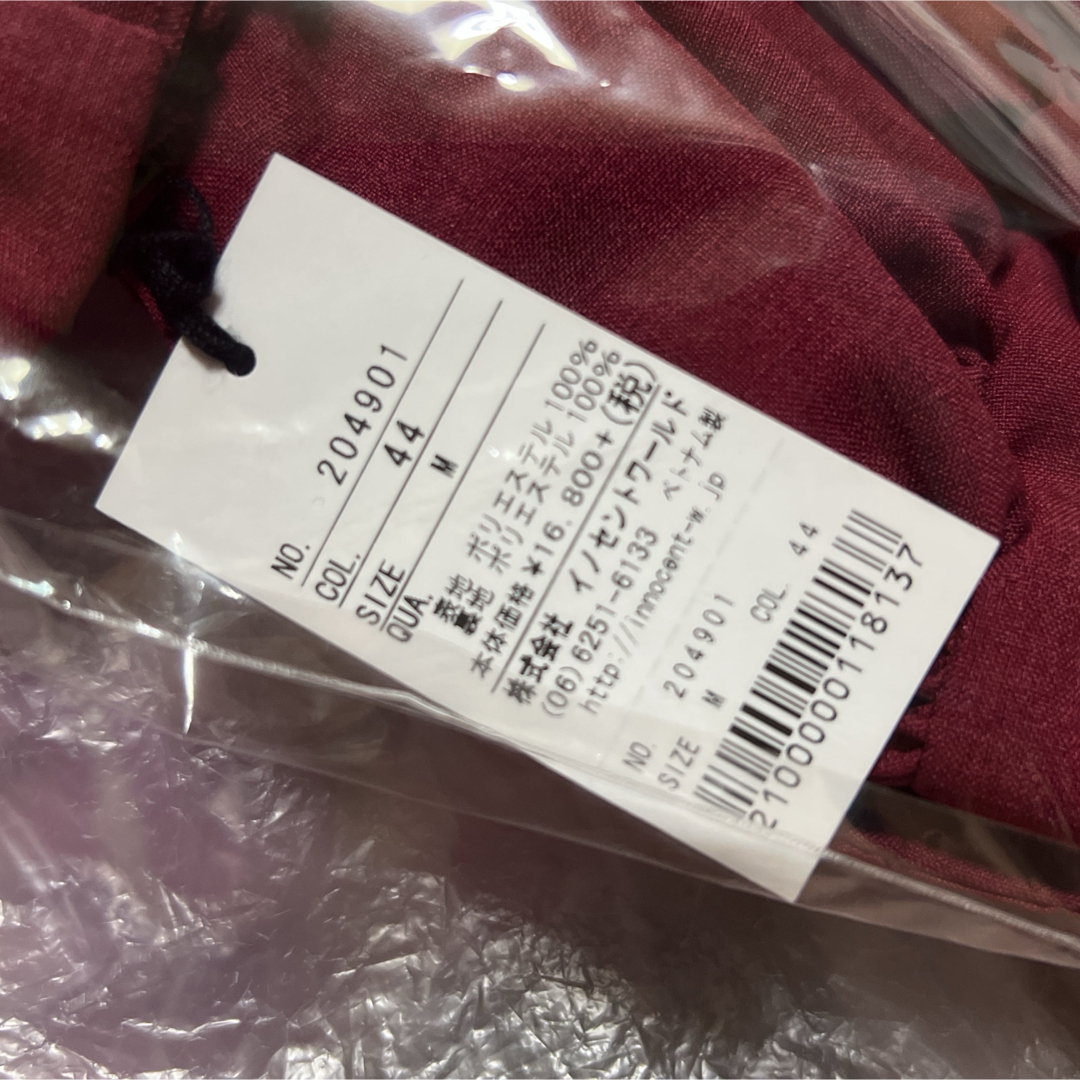 NO. 204901
COL. 44
SIZE M
QUA.
表地 ポリエステル 100%
裏地 ポリエステル 100%
本体価格 ¥16,800+(税)
株式会社 イノセントワールド
(06)6251-6133 ベトナム製
http://innocent-w.jp
NO. 204901 COL. 44
SIZE M
2100000118137